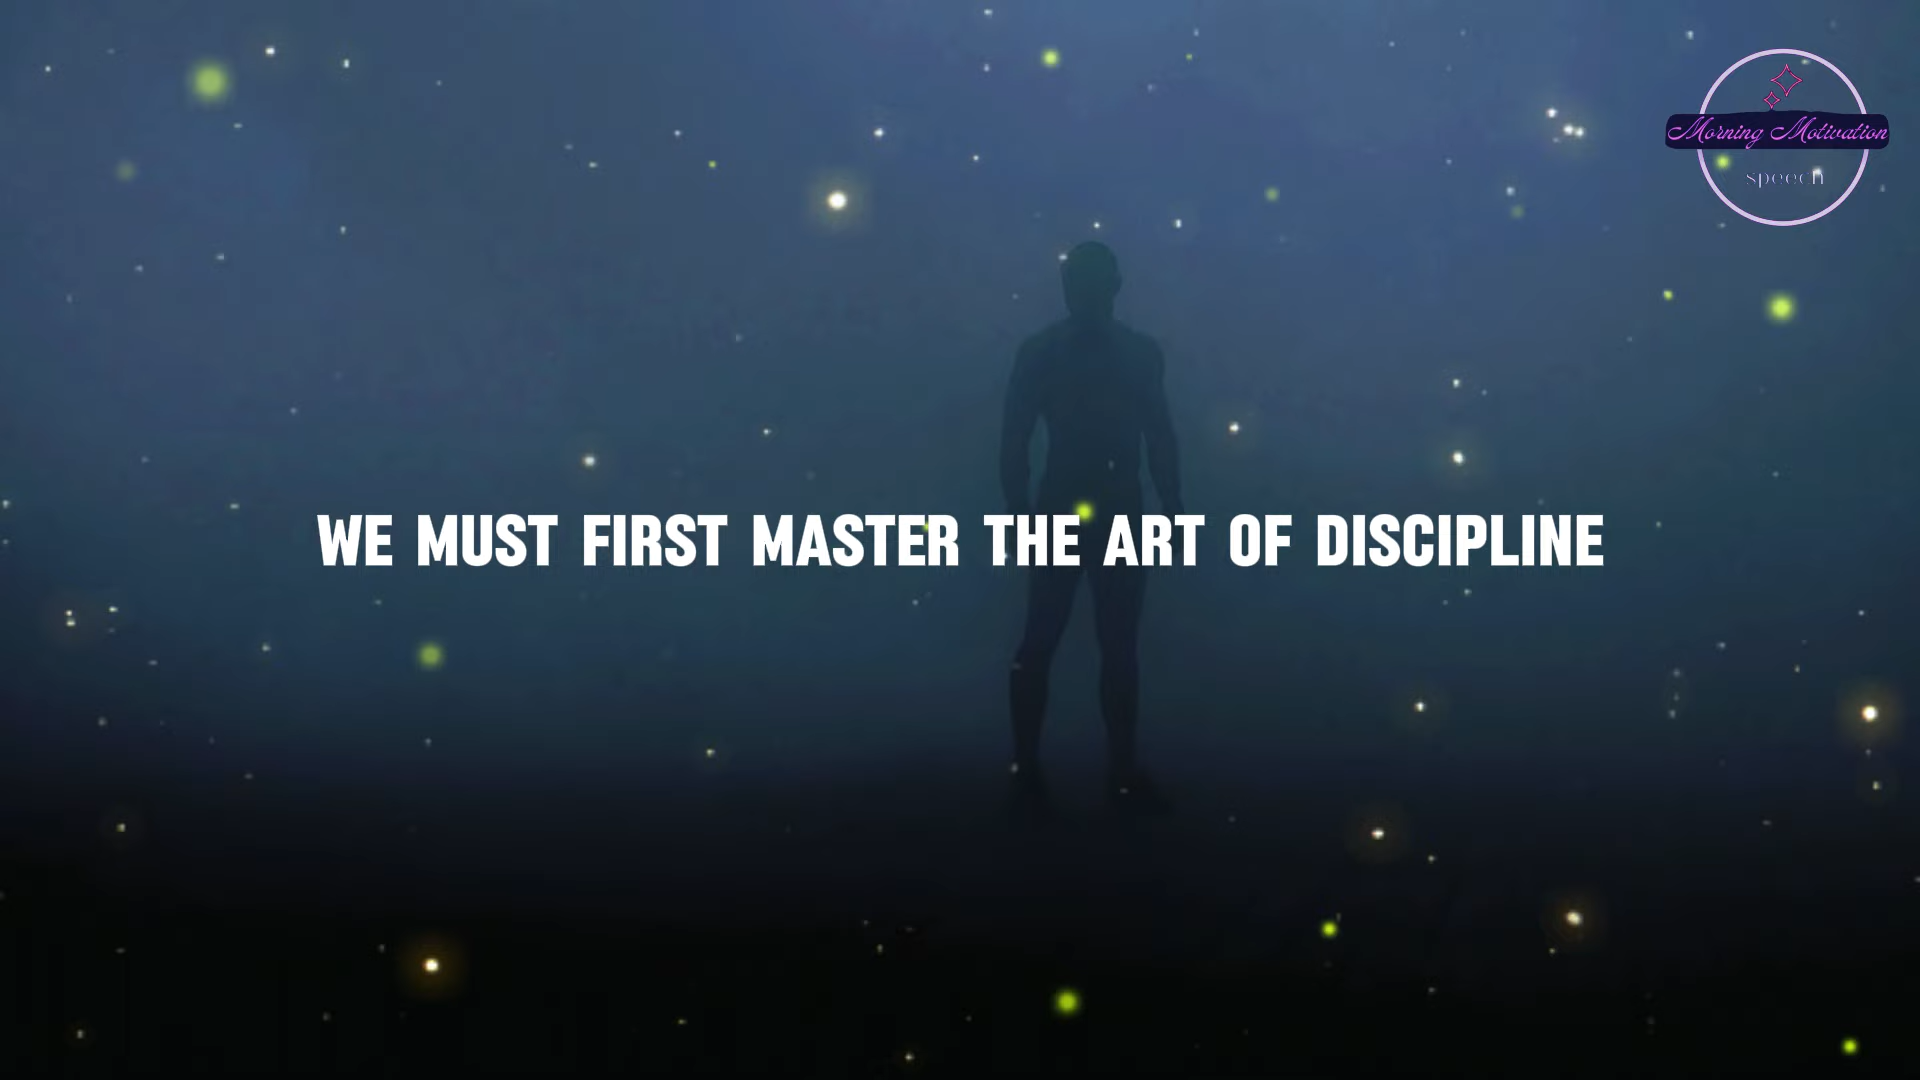 Morning Motivation
speech
WE MUST FIRST MASTER THE ART OF DISCIPLINE